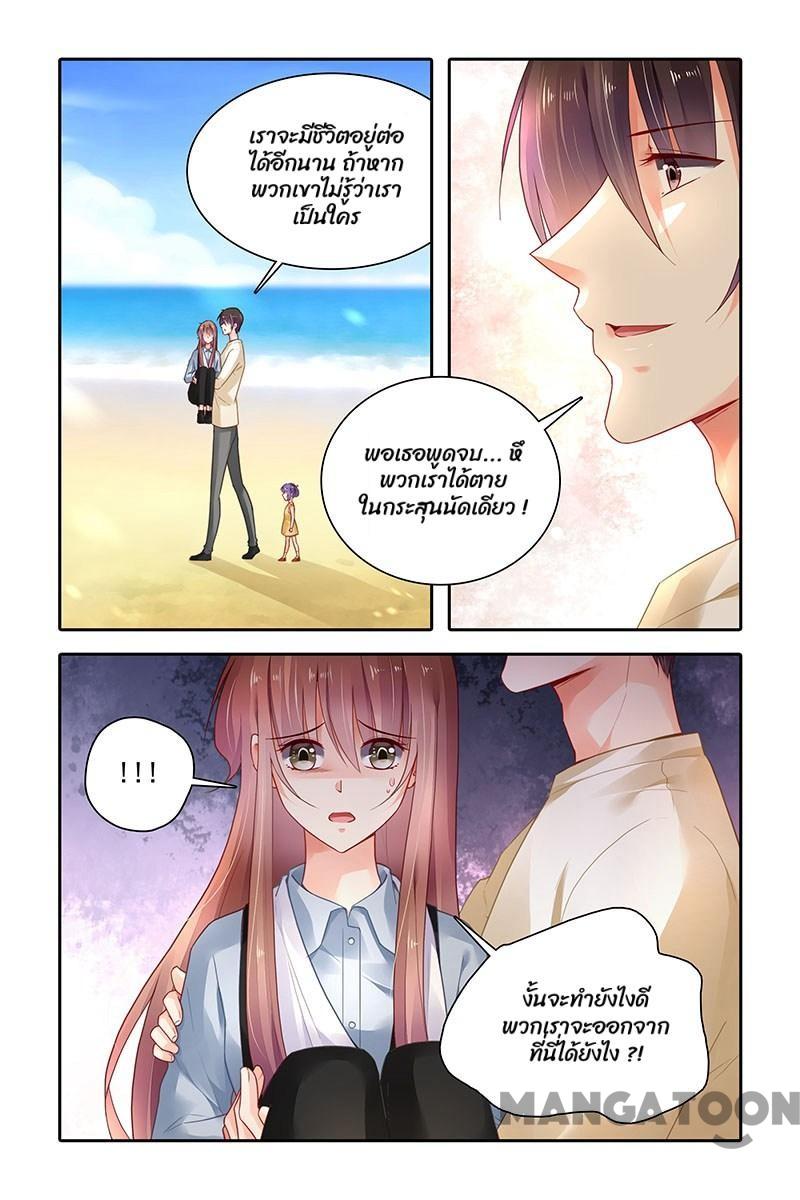 เราจะมีชีวิตอยู่ต่อ
ได้อีกนาน ถ้าหาก
พวกเขาไม่รู้ว่าเรา
เป็นใคร
พอเธอพูดจบ... หึ
พวกเราได้ตาย
ในกระสุนนัดเดียว !
! ! !
งั้นจะทำยังไงดี
พวกเราจะออกจาก
ที่นี่ได้ยังไง ?!
MANGATOON